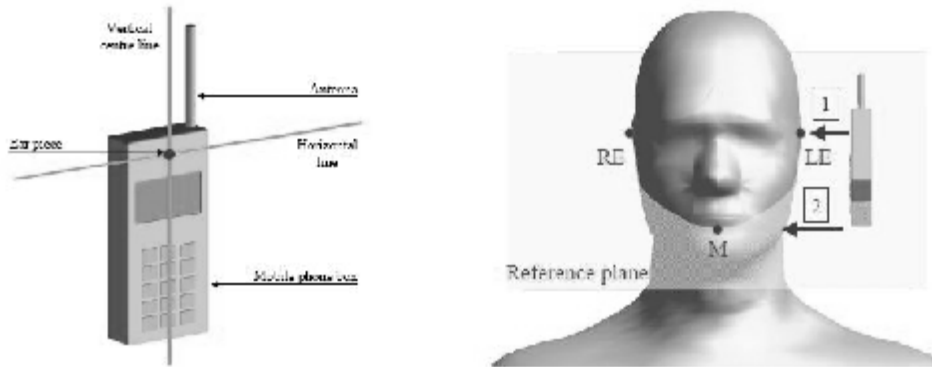 Vertical
centre line
Antenna
Ear piece
Horizontal
line
Mobile phone box
1
RE
LE
2
M
Reference plane